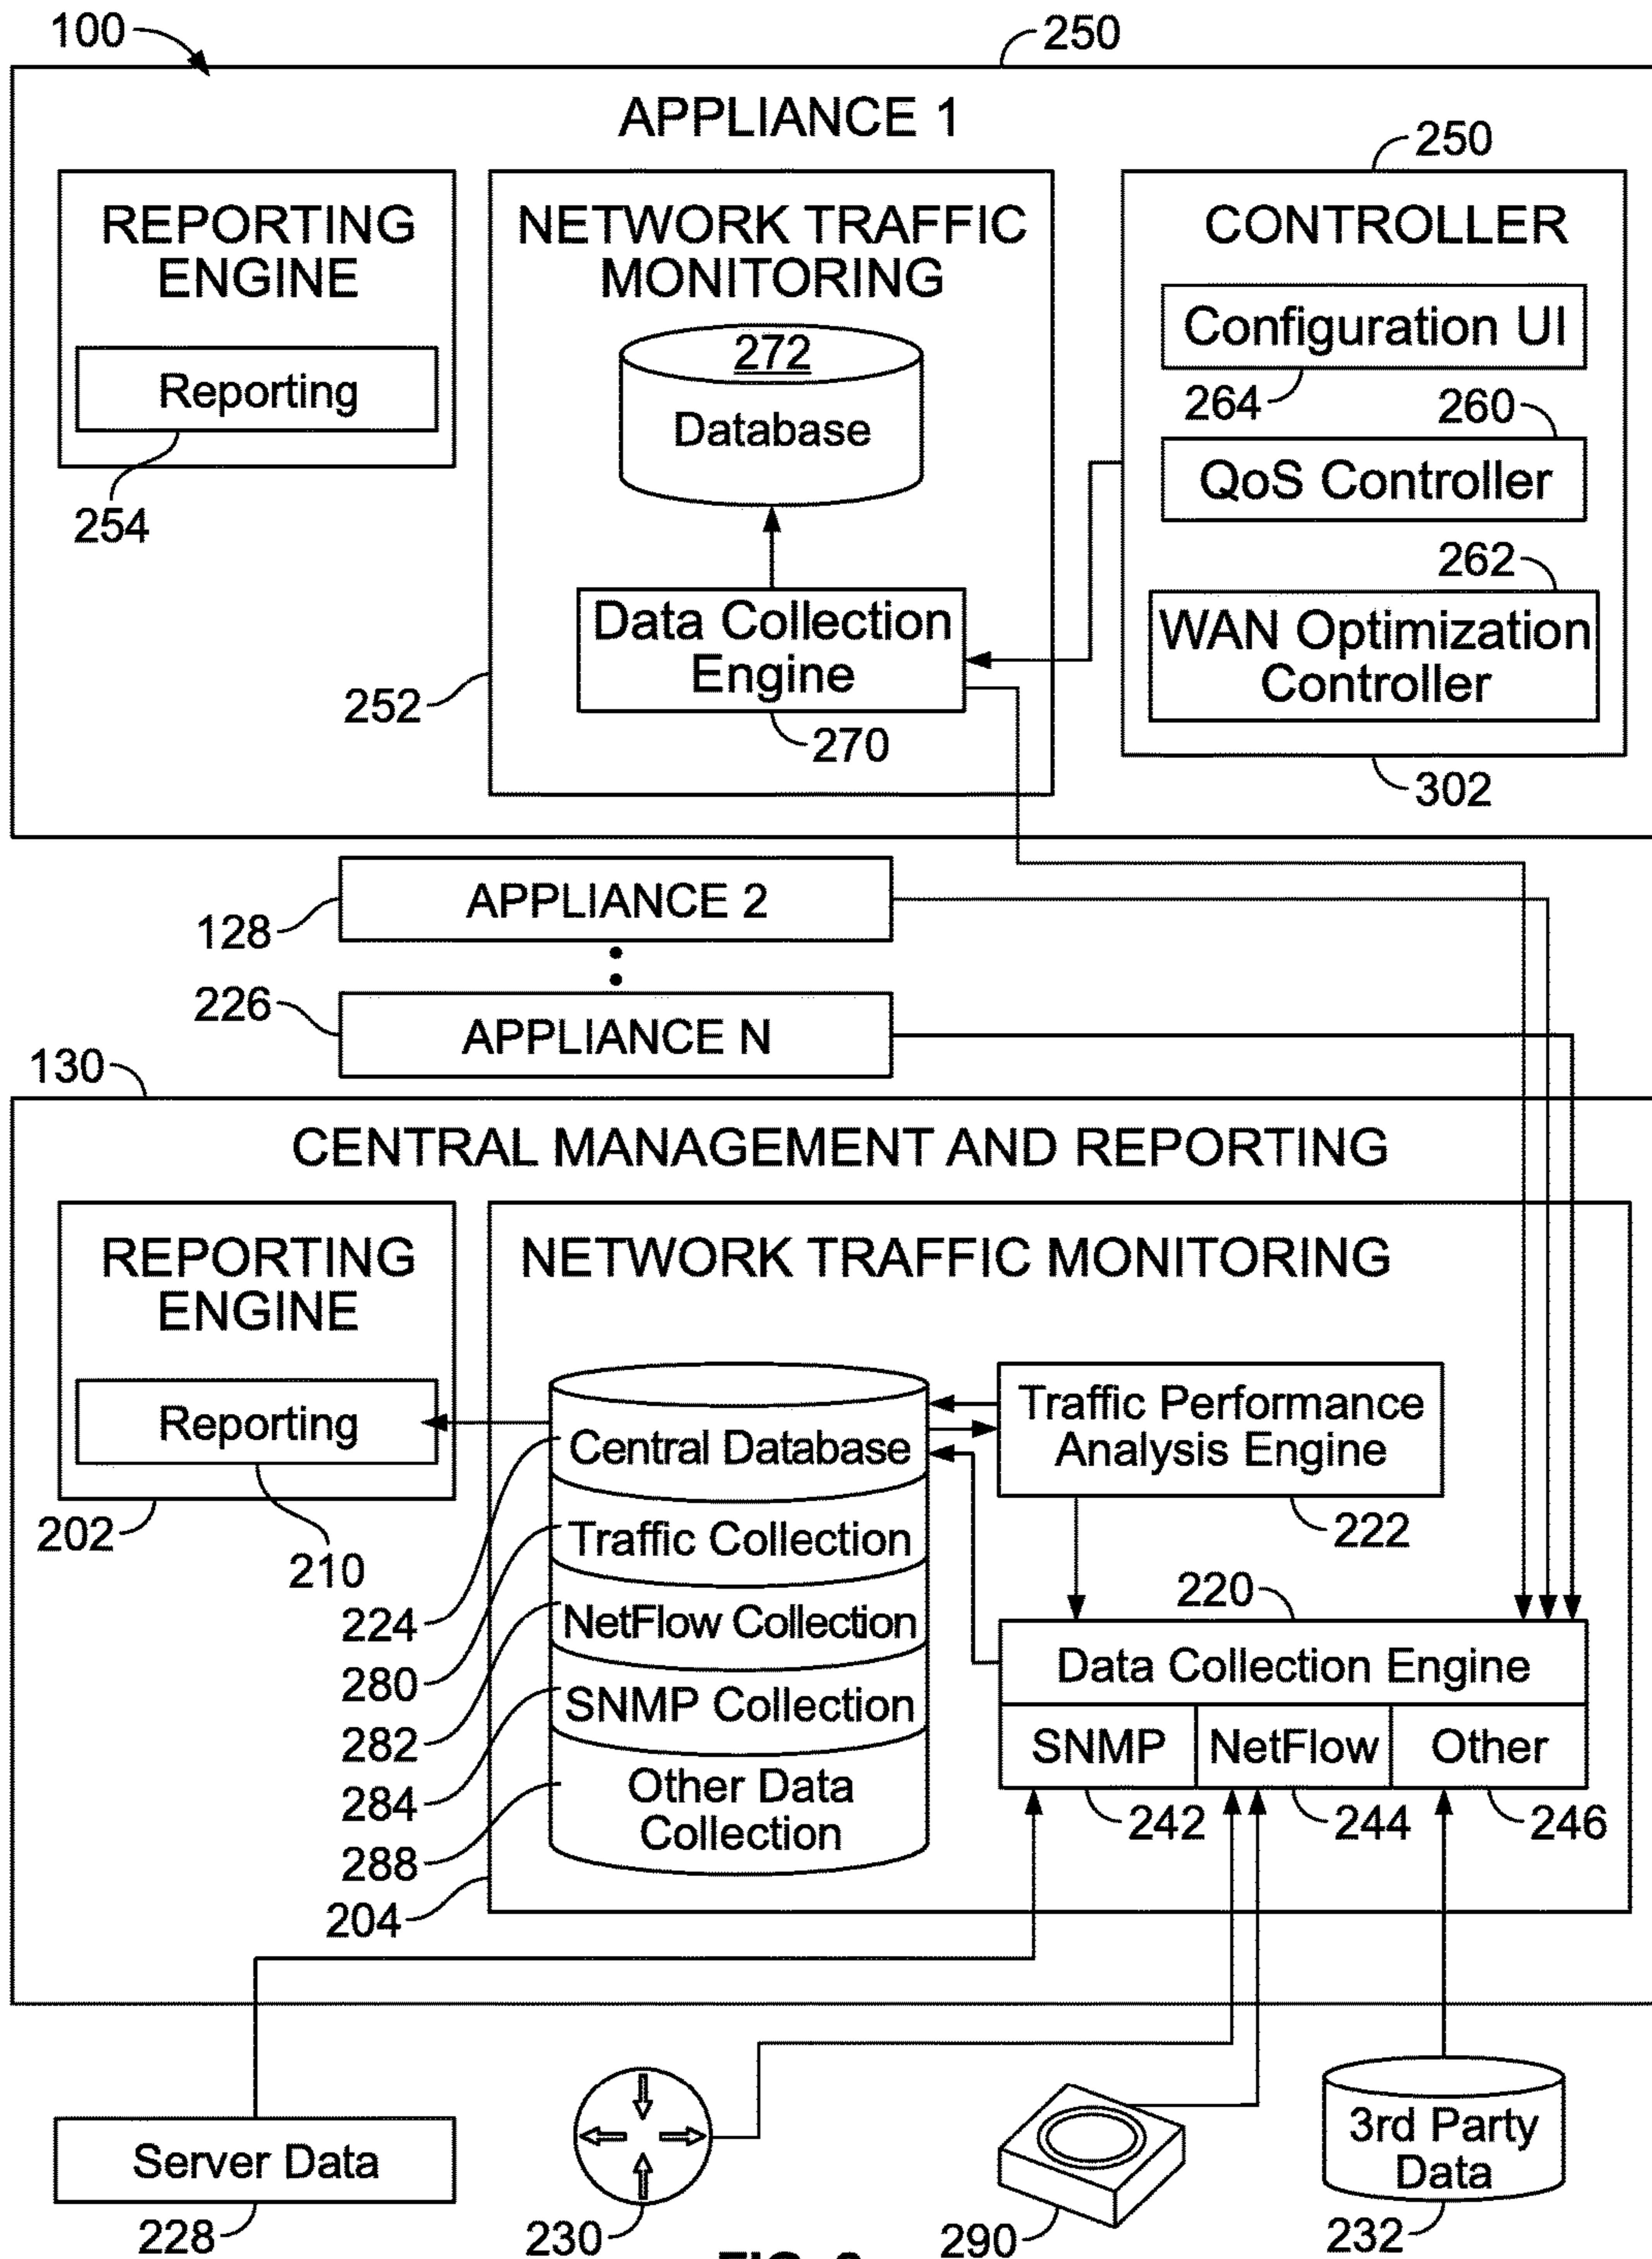 100
250
APPLIANCE 1
250
REPORTING
ENGINE
Reporting
254
NETWORK TRAFFIC
MONITORING
272
Database
Data Collection
Engine
252
270
CONTROLLER
Configuration UI
264
260
QoS Controller
262
WAN Optimization
Controller
302
APPLIANCE 2
128
226
APPLIANCE N
130
CENTRAL MANAGEMENT AND REPORTING
REPORTING
ENGINE
Reporting
202
210
NETWORK TRAFFIC MONITORING
Central Database
Traffic Collection
NetFlow Collection
SNMP Collection
Other Data
Collection
224
280
282
284
288
204
Traffic Performance
Analysis Engine
222
220
Data Collection Engine
SNMP
NetFlow
Other
242
244
246
Server Data
228
230
290
3rd Party
Data
232